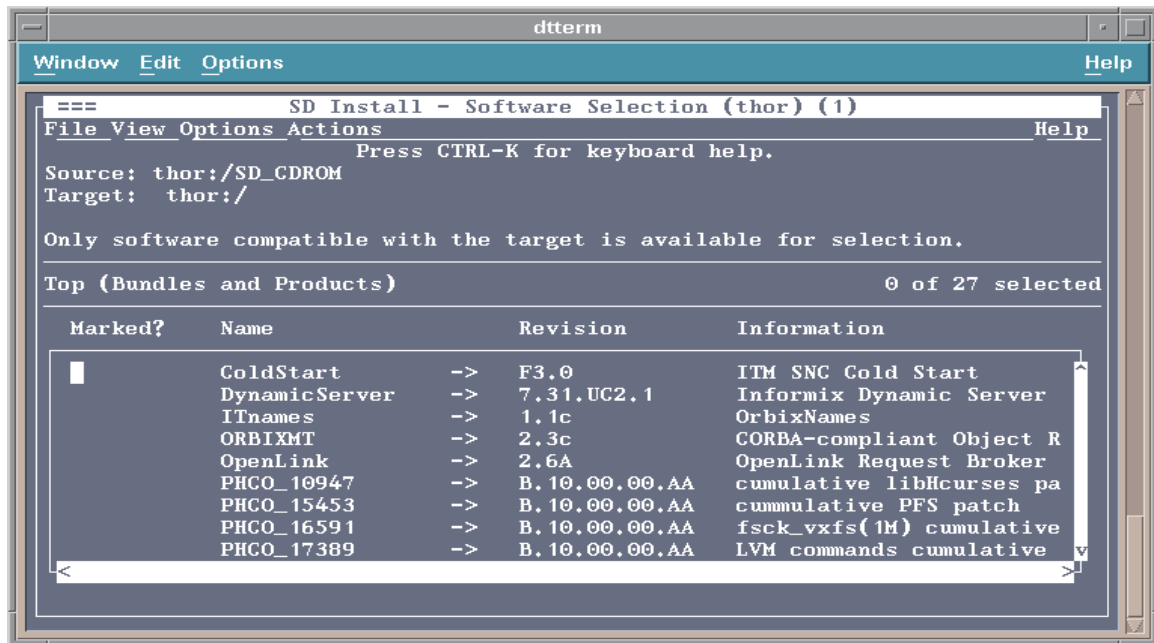 dtterm
Window Edit Options Help
=== SD Install - Software Selection (thor) (1)
File View Options Actions Help
Press CTRL-K for keyboard help.
Source: thor:/SD_CDROM
Target: thor:/
Only software compatible with the target is available for selection.
Top (Bundles and Products) 0 of 27 selected
Marked? Name Revision Information
ColdStart -> F3.0 ITM SNC Cold Start
DynamicServer -> 7.31.UC2.1 Informix Dynamic Server
ITnames -> 1.1c OrbixNames
ORBIXMT -> 2.3c CORBA-compliant Object R
OpenLink -> 2.6A OpenLink Request Broker
PHCO_10947 -> B.10.00.00.AA cumulative libHcurses pa
PHCO_15453 -> B.10.00.00.AA cummulative PFS patch
PHCO_16591 -> B.10.00.00.AA fsck_vxfs(1M) cumulative
PHCO_17389 -> B.10.00.00.AA LVM commands cumulative